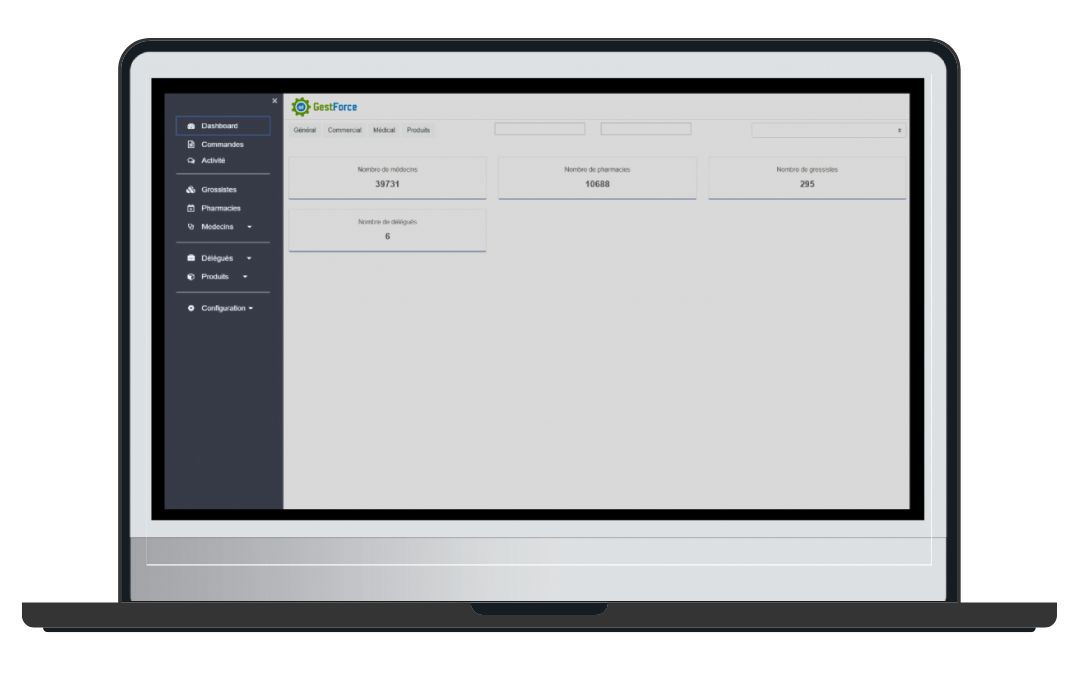 ×
GestForce
Dashboard
Commandes
Activité
Grossistes
Pharmacies
Medecins
Délégués
Produits
Configuration
Général Commercial Médical Produits
Nombre de médecins
39731
Nombre de pharmacies
10688
Nombre de grossistes
295
Nombre de délégués
6